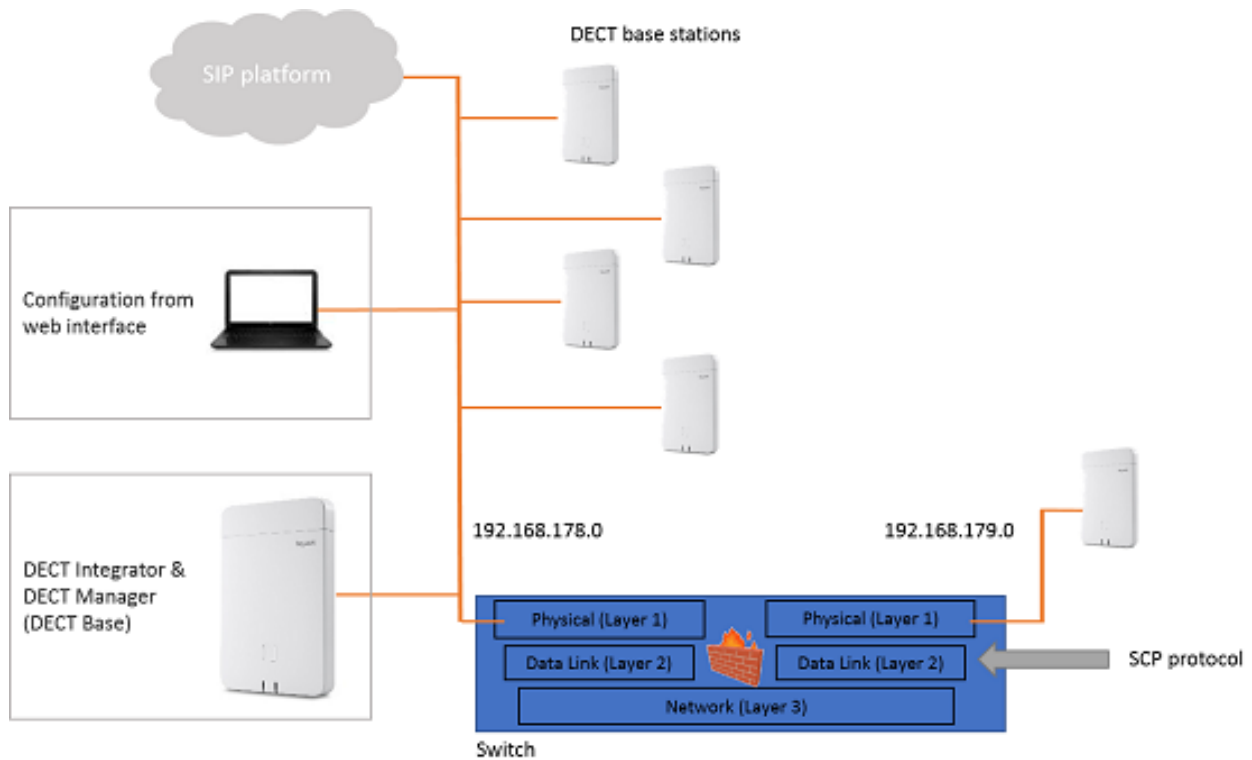 DECT base stations
SIP platform
Configuration from
web interface
192.168.178.0
192.168.179.0
DECT Integrator &
DECT Manager
(DECT Base)
Physical (Layer 1)
Physical (Layer 1)
Data Link (Layer 2)
Data Link (Layer 2)
SCP protocol
Network (Layer 3)
Switch